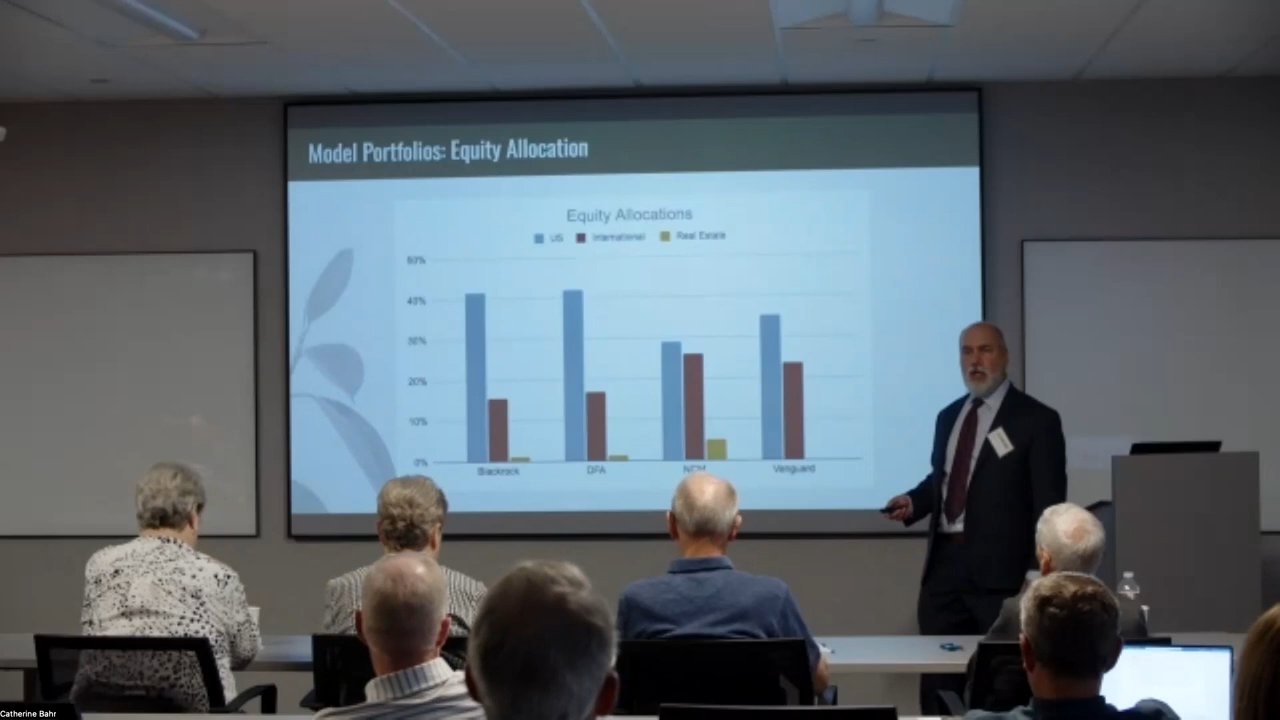 Model Portfolios: Equity Allocation
Equity Allocations
US International Real Estate
60%
40%
30%
20%
10%
0%
Blackrock DFA NCM Vanguard
Catherine Bahr